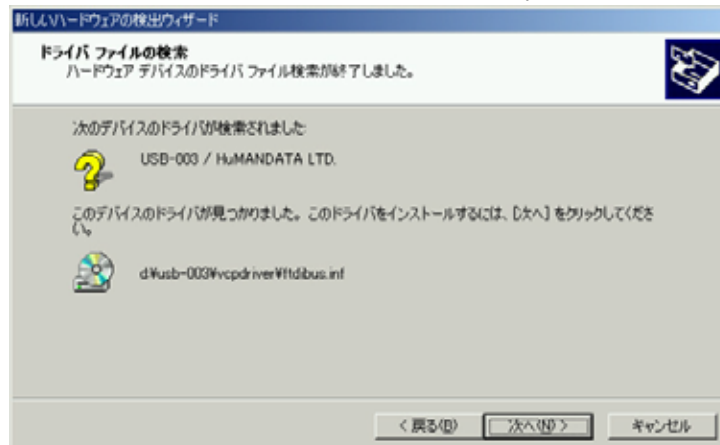 新しいハードウェアの検出ウィザード
ドライバ ファイルの検索
ハードウェア デバイスのドライバ ファイル検索が終了しました。
次のデバイスのドライバが検索されました:
USB-003 / HuMANDATA LTD.
このデバイスのドライバが見つかりました。このドライバをインストールするには、[次へ] をクリックしてくださ
い。
d¥usb-003¥vcpdriver¥ftdibus.inf
< 戻る(B)
次へ(N) >
キャンセル